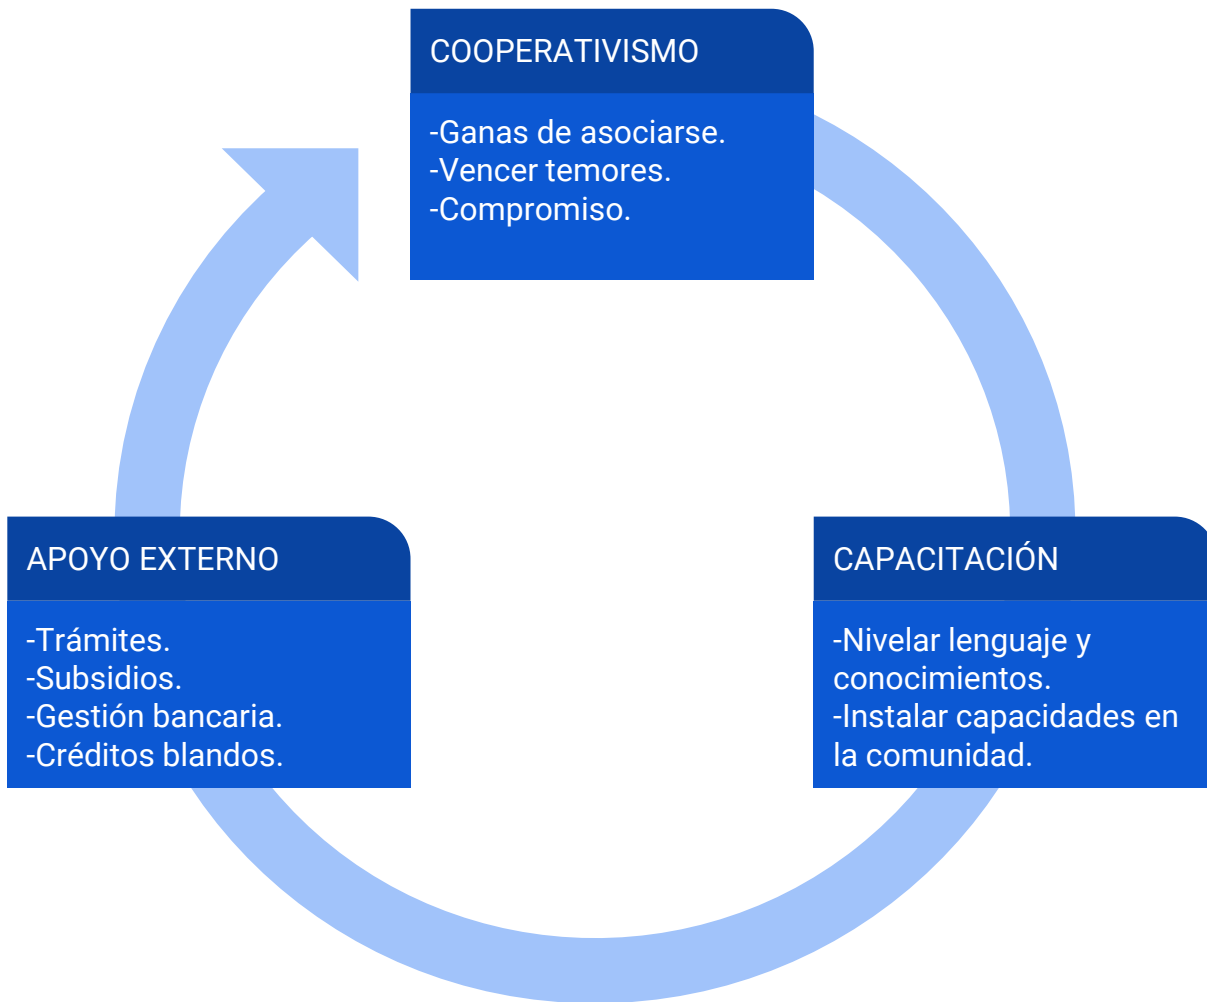 COOPERATIVISMO
-Ganas de asociarse.
-Vencer temores.
-Compromiso.
APOYO EXTERNO
-Trámites.
-Subsidios.
-Gestión bancaria.
-Créditos blandos.
CAPACITACIÓN
-Nivelar lenguaje y
conocimientos.
-Instalar capacidades en
la comunidad.